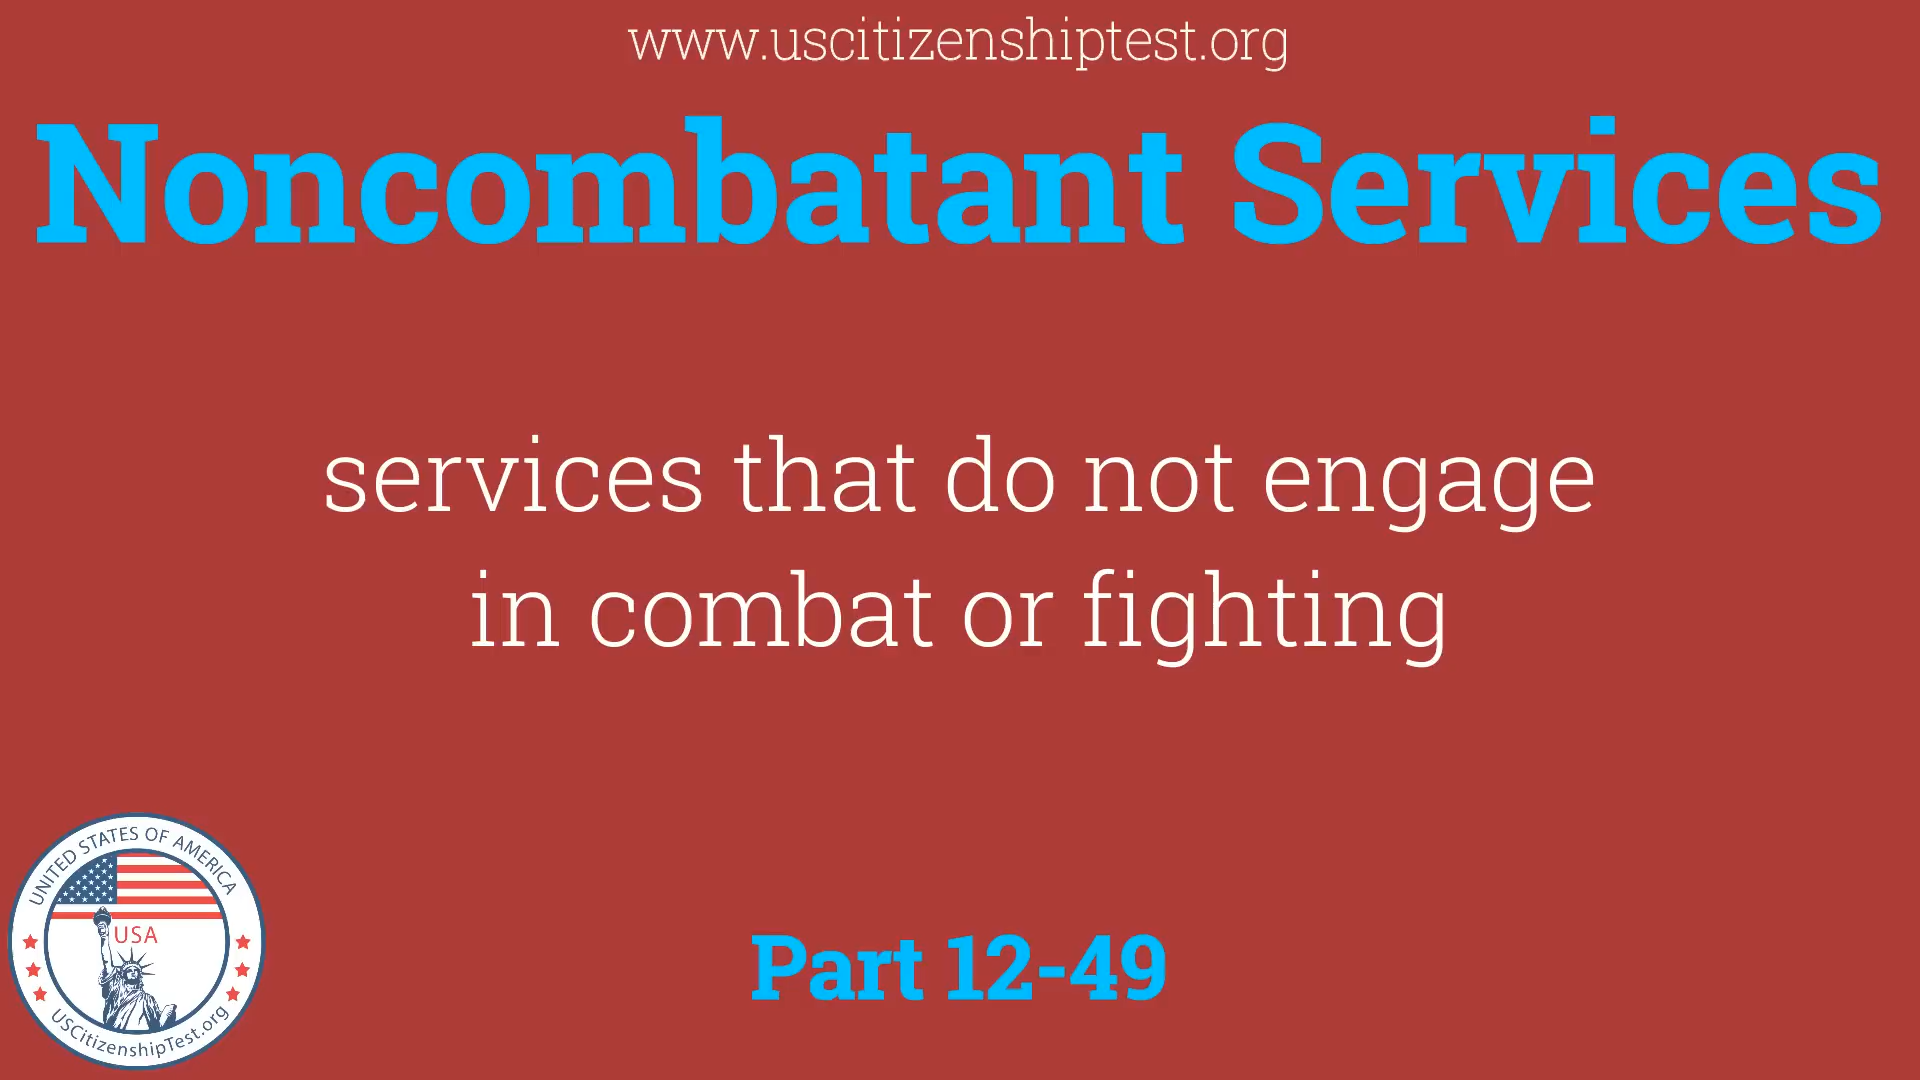 www.uscitizenshiptest.org
Noncombatant Services
services that do not engage
in combat or fighting
UNITED STATES OF AMERICA
USA
USCitizenshipTest.org
Part 12-49